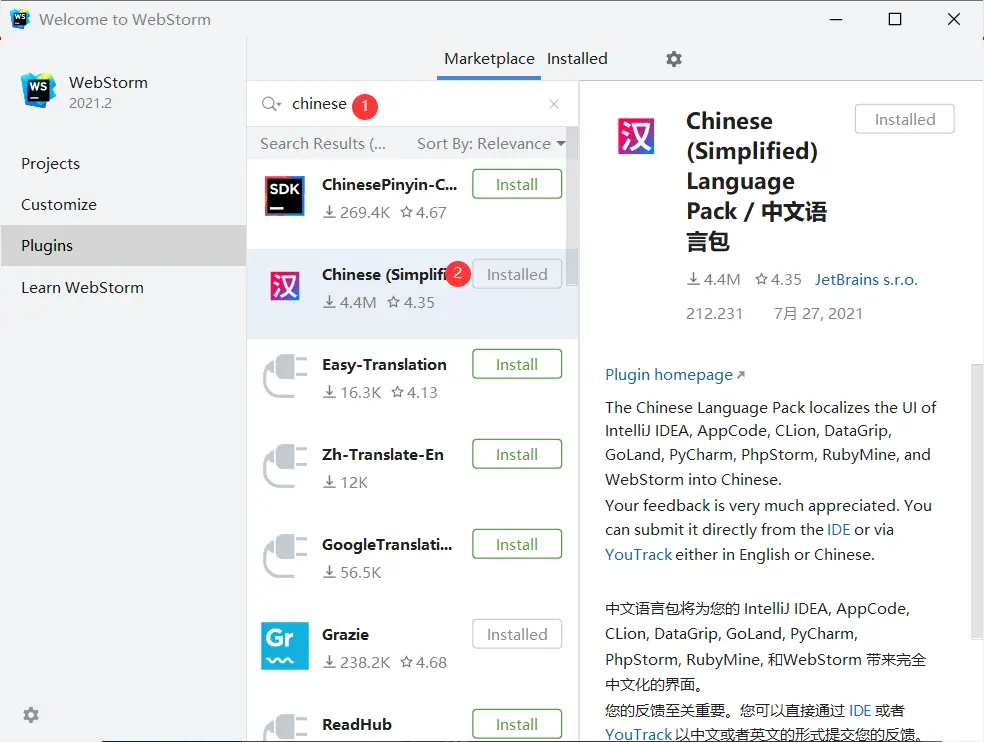 WS Welcome to WebStorm
Marketplace Installed
WS WebStorm
2021.2
Projects
Customize
Plugins
Learn WebStorm
chinese 1
Search Results (... Sort By: Relevance
SDK ChinesePinyin-C... Install
269.4K 4.67
汉 Chinese (Simplifi 2 Installed
4.4M 4.35
Easy-Translation Install
16.3K 4.13
Zh-Translate-En Install
12K
GoogleTranslati... Install
56.5K
Gr Grazie Installed
238.2K 4.68
ReadHub Install
汉 Chinese
(Simplified)
Language
Pack / 中文语
言包
Installed
4.4M 4.35 JetBrains s.r.o.
212.231 7月 27, 2021
Plugin homepage
The Chinese Language Pack localizes the UI of
IntelliJ IDEA, AppCode, CLion, DataGrip,
GoLand, PyCharm, PhpStorm, RubyMine, and
WebStorm into Chinese.
Your feedback is very much appreciated. You
can submit it directly from the IDE or via
YouTrack either in English or Chinese.
中文语言包将为您的 IntelliJ IDEA, AppCode,
CLion, DataGrip, GoLand, PyCharm,
PhpStorm, RubyMine, 和WebStorm 带来完全
中文化的界面。
您的反馈至关重要。您可以直接通过 IDE 或者
YouTrack 以中文或者英文的形式提交您的反馈。